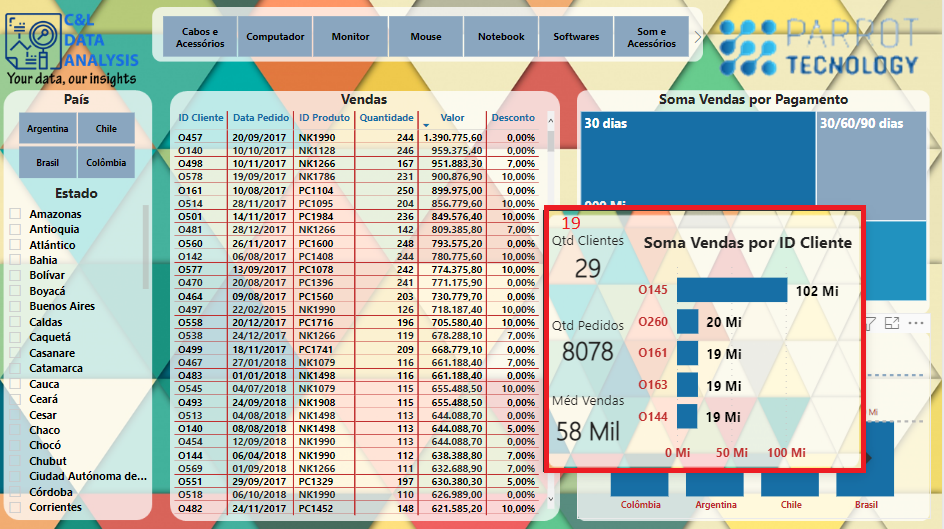 C&L
DATA
ANALYSIS
Your data, our insights
Cabos e
Acessórios
Computador
Monitor
Mouse
Notebook
Softwares
Som e
Acessórios
PARROT
TECNOLOGY
País
Argentina
Chile
Brasil
Colômbia
Estado
Amazonas
Antioquia
Atlántico
Bahia
Bolívar
Boyacá
Buenos Aires
Caldas
Caquetá
Casanare
Catamarca
Cauca
Ceará
Cesar
Chaco
Chocó
Chubut
Ciudad Autónoma de...
Córdoba
Corrientes
Vendas
ID Cliente Data Pedido ID Produto Quantidade Valor Desconto
O457 20/09/2017 NK1990 244 1.390.775,60 0,00%
O140 10/10/2017 NK1128 246 959.375,40 0,00%
O498 10/11/2017 NK1266 167 951.883,30 7,00%
O578 19/09/2017 NK1786 231 900.876,90 10,00%
O161 10/08/2017 PC1104 250 899.975,00 0,00%
O514 28/11/2017 PC1095 204 856.779,60 10,00%
O501 14/11/2017 PC1984 236 849.576,40 10,00%
O481 28/12/2017 NK1266 142 809.385,80 7,00%
O560 26/11/2017 PC1600 248 793.575,20 0,00%
O142 06/08/2017 PC1408 244 780.775,60 10,00%
O577 13/09/2017 PC1078 242 774.375,80 10,00%
O470 20/08/2017 PC1396 241 771.175,90 0,00%
O464 09/08/2017 PC1560 203 730.779,70 0,00%
O497 22/02/2015 NK1990 126 718.187,40 10,00%
O558 20/12/2017 PC1716 196 705.580,40 10,00%
O538 24/12/2017 NK1266 119 678.288,10 7,00%
O499 18/11/2017 PC1741 209 668.779,10 0,00%
O467 27/01/2018 NK1079 116 661.188,40 7,00%
O483 01/01/2018 NK1990 116 661.188,40 0,00%
O545 04/07/2018 NK1079 115 655.488,50 10,00%
O493 24/09/2018 NK1908 115 655.488,50 0,00%
O513 04/08/2018 NK1498 113 644.088,70 0,00%
O140 08/08/2018 NK1498 113 644.088,70 5,00%
O454 12/09/2018 NK1990 113 644.088,70 0,00%
O144 06/04/2018 NK1990 112 638.388,80 7,00%
O569 01/09/2018 NK1266 111 632.688,90 7,00%
O551 29/09/2017 PC1329 197 630.380,30 5,00%
O518 06/10/2018 NK1990 110 626.989,00 0,00%
O482 24/11/2017 PC1452 148 621.585,20 10,00%
Soma Vendas por Pagamento
30 dias
30/60/90 dias
19
Qtd Clientes
29
Qtd Pedidos
8078
Méd Vendas
58 Mil
Soma Vendas por ID Cliente
O145 102 Mi
O260 20 Mi
O161 19 Mi
O163 19 Mi
O144 19 Mi
0 Mi 50 Mi 100 Mi
Mi
Colômbia Argentina Chile Brasil